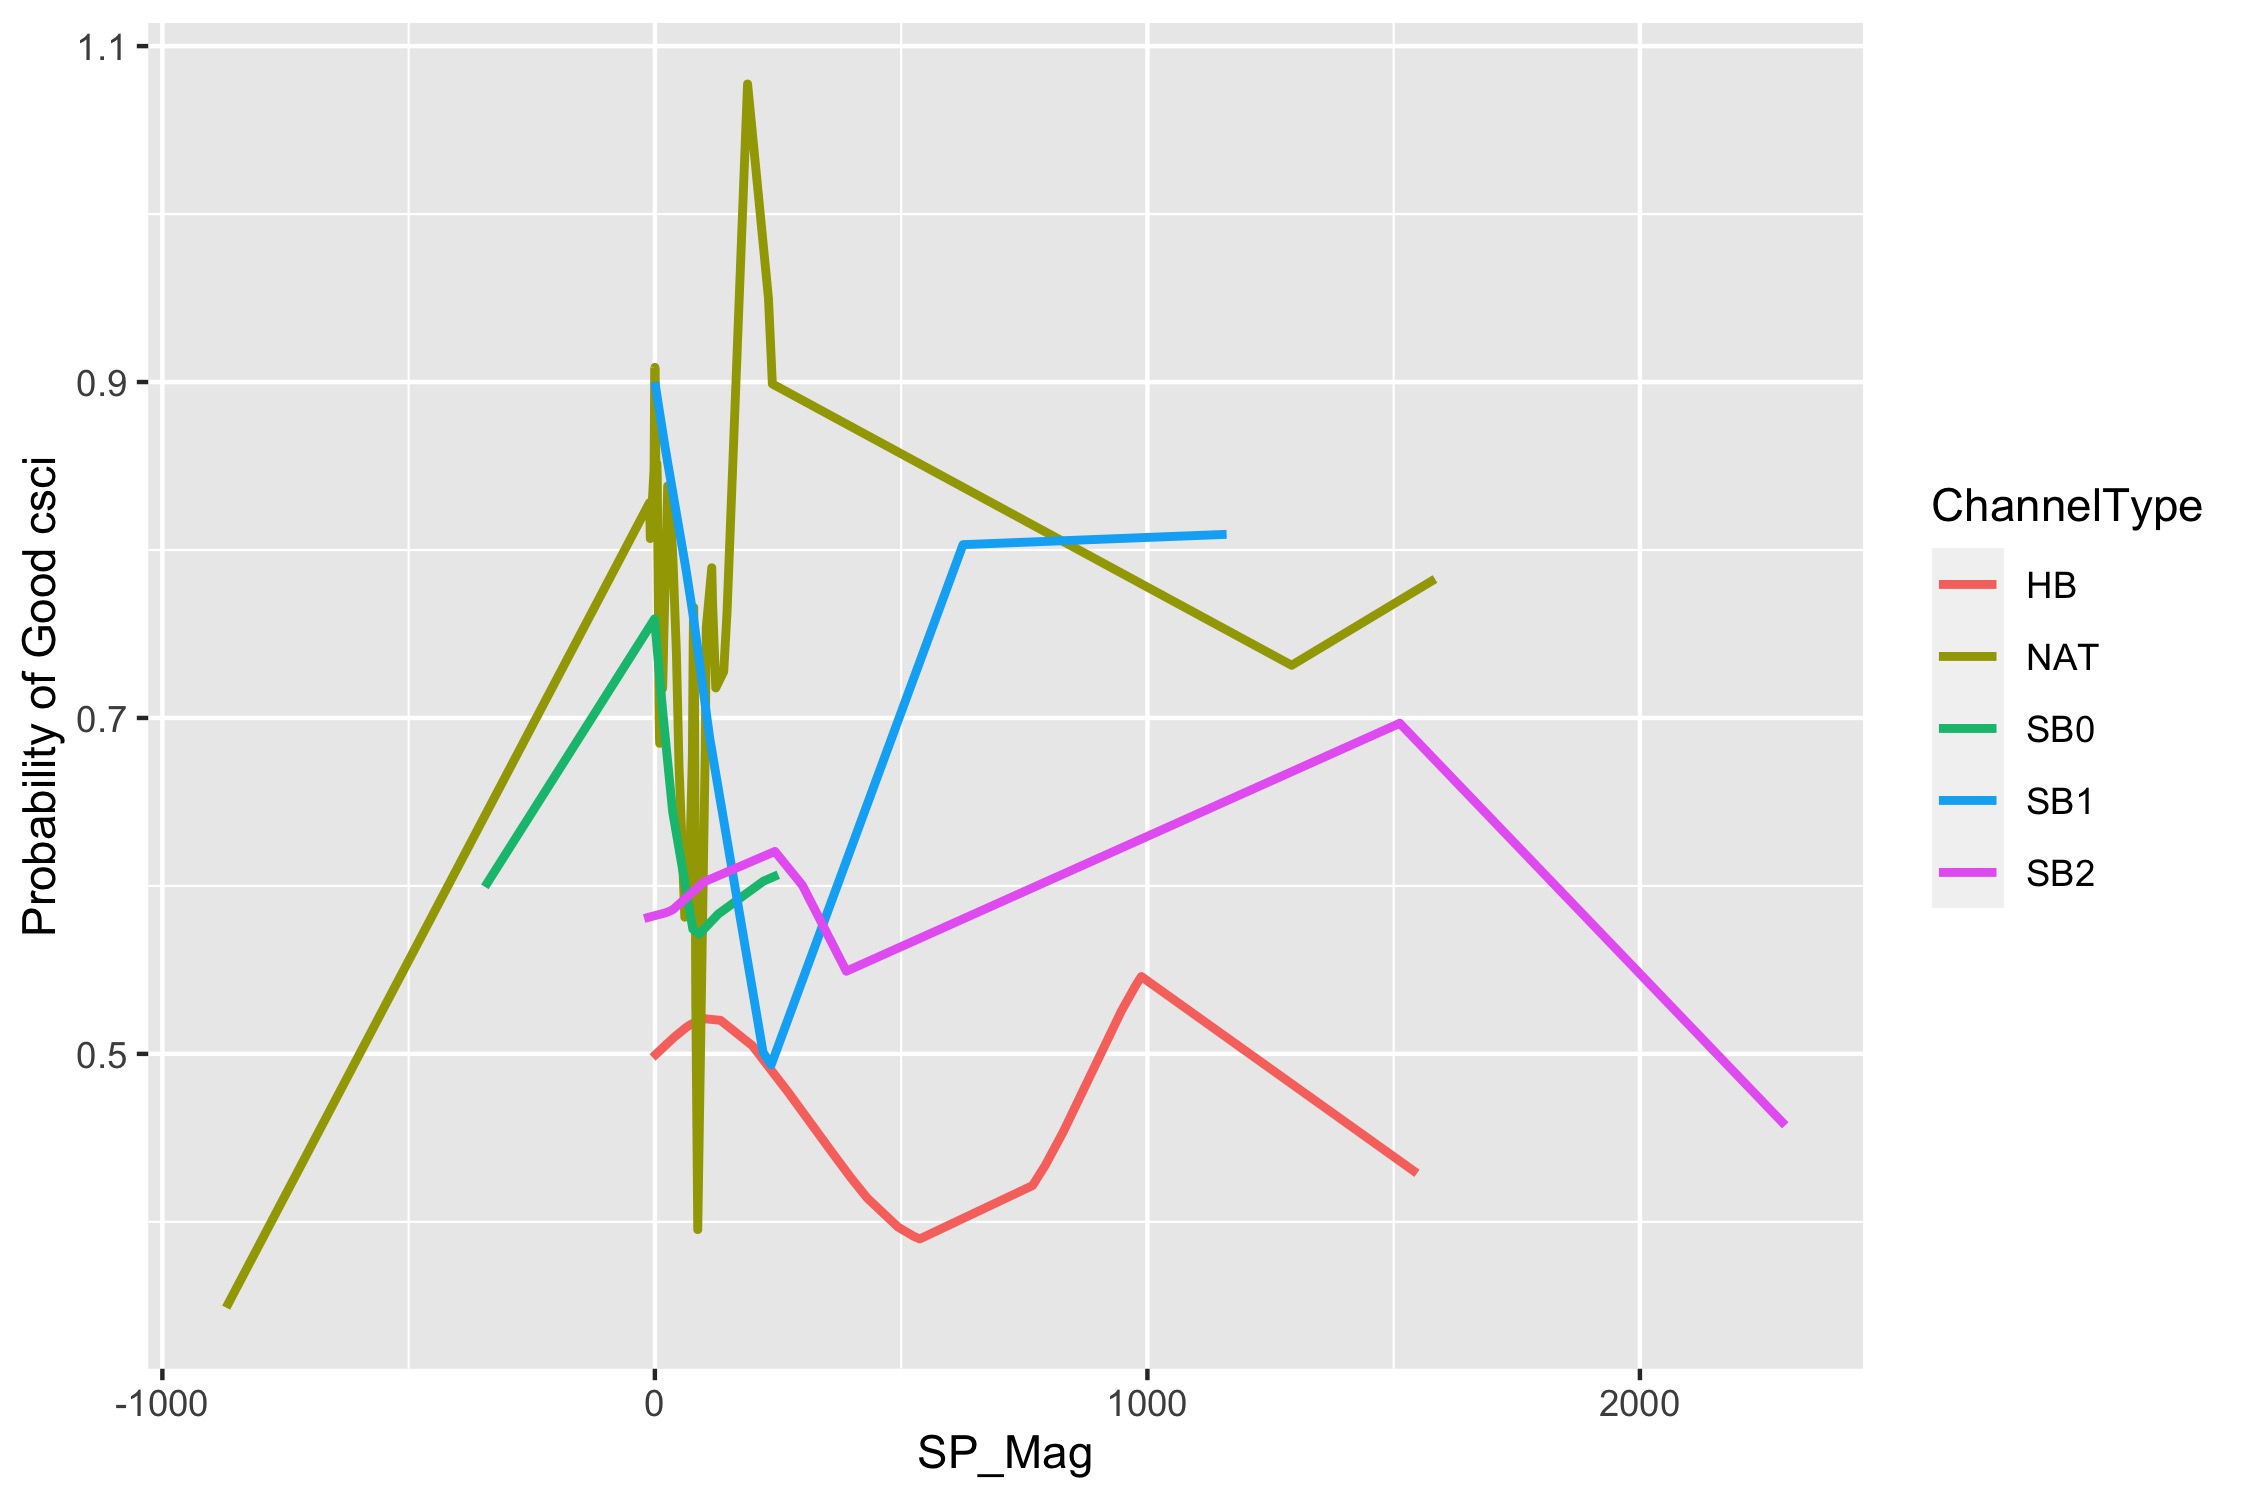 Probability of Good csci
1.1
0.9
0.7
0.5
-1000
0
1000
2000
SP_Mag
ChannelType
HB
NAT
SB0
SB1
SB2